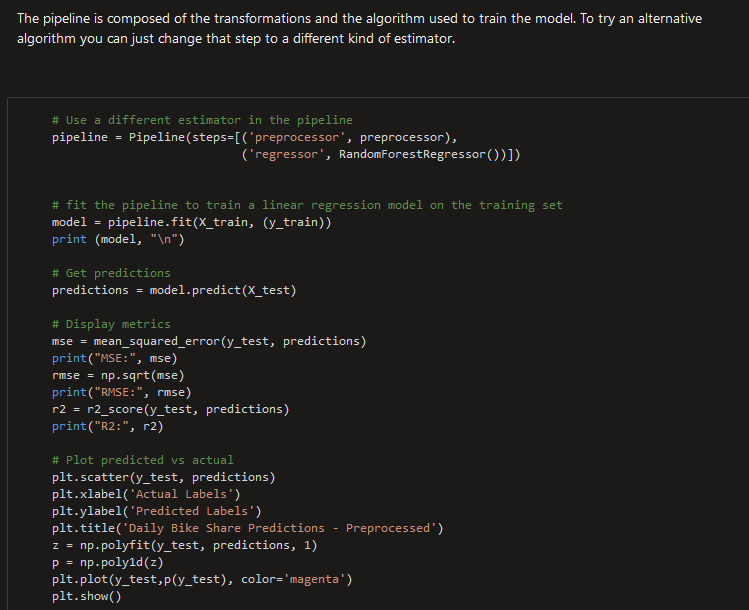 The pipeline is composed of the transformations and the algorithm used to train the model. To try an alternative
algorithm you can just change that step to a different kind of estimator.
# Use a different estimator in the pipeline
pipeline = Pipeline(steps=[('preprocessor', preprocessor),
('regressor', RandomForestRegressor())])
# fit the pipeline to train a linear regression model on the training set
model = pipeline.fit(X_train, (y_train))
print (model, "\n")
# Get predictions
predictions = model.predict(X_test)
# Display metrics
mse = mean_squared_error(y_test, predictions)
print("MSE:", mse)
rmse = np.sqrt(mse)
print("RMSE:", rmse)
r2 = r2_score(y_test, predictions)
print("R2:", r2)
# Plot predicted vs actual
plt.scatter(y_test, predictions)
plt.xlabel('Actual Labels')
plt.ylabel('Predicted Labels')
plt.title('Daily Bike Share Predictions - Preprocessed')
z = np.polyfit(y_test, predictions, 1)
p = np.poly1d(z)
plt.plot(y_test,p(y_test), color='magenta')
plt.show()